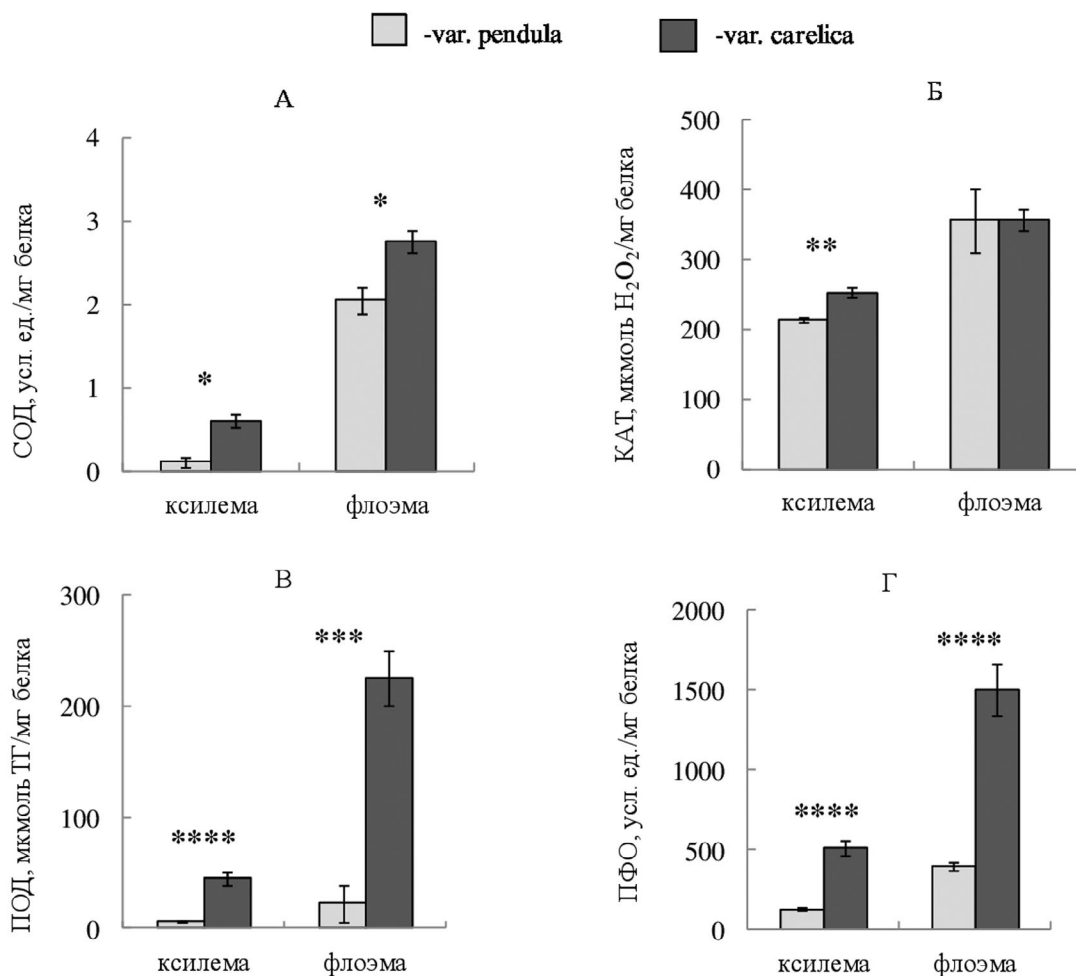 -var. pendula
-var. carelica
А
СОД, усл. ед./мг белка
4
3
2
1
0
*
*
ксилема
флоэма
Б
КАТ, мкмоль H₂O₂/мг белка
500
400
300
200
100
0
**
ксилема
флоэма
В
ПОД, мкмоль ТГ/мг белка
300
200
100
0
****
***
ксилема
флоэма
Г
ПФО, усл. ед./мг белка
2000
1500
1000
500
0
****
****
ксилема
флоэма